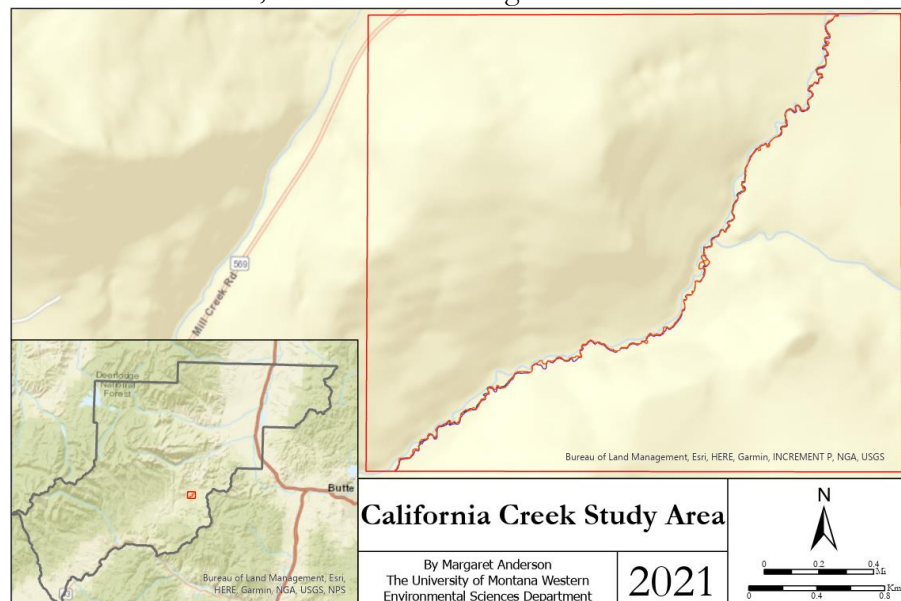 569
Mill Creek Rd
Bureau of Land Management, Esri, HERE, Garmin, INCREMENT P, NGA, USGS
Deerlodge
National
Forest
Butte
Bureau of Land Management, Esri,
HERE, Garmin, NGA, USGS, NPS
California Creek Study Area
By Margaret Anderson
The University of Montana Western
Environmental Sciences Department
2021
N
0 0.2 0.4
Mi
0 0.4 0.8
Km